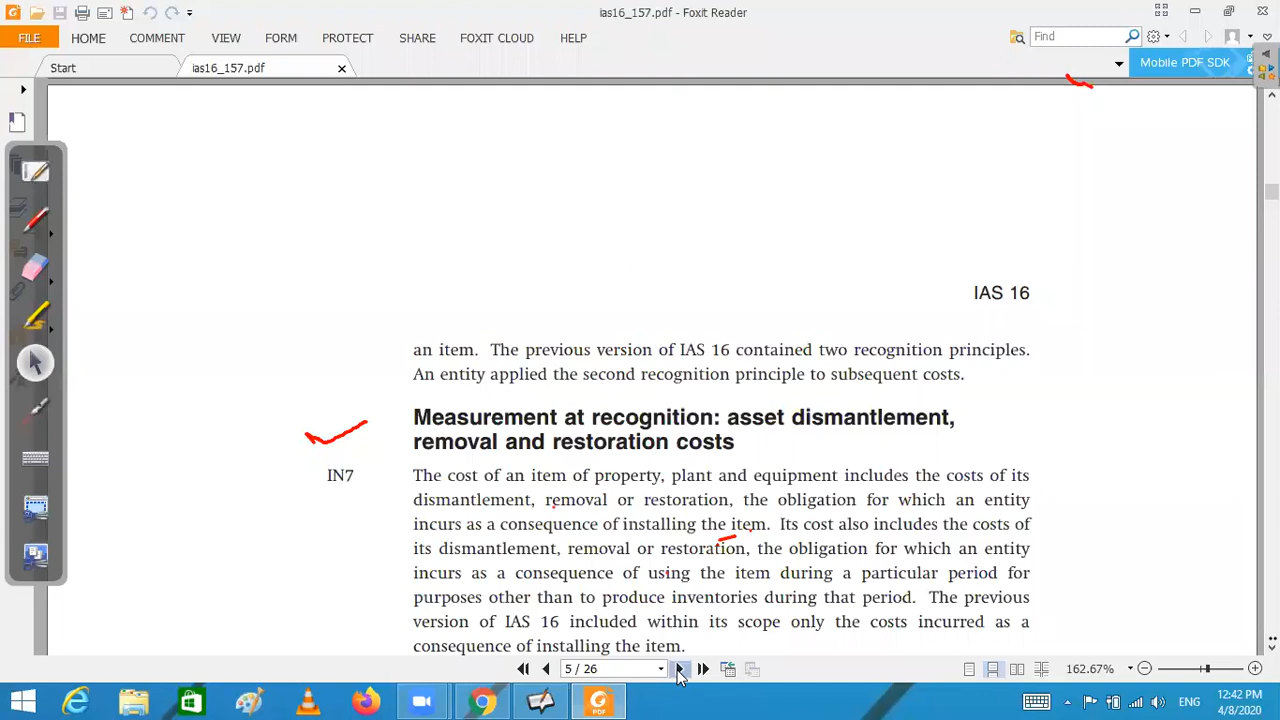 ias16_157.pdf - Foxit Reader
FILE HOME COMMENT VIEW FORM PROTECT SHARE FOXIT CLOUD HELP Find
Start ias16_157.pdf Mobile PDF SDK
IAS 16
an item. The previous version of IAS 16 contained two recognition principles.
An entity applied the second recognition principle to subsequent costs.
Measurement at recognition: asset dismantlement,
removal and restoration costs
IN7 The cost of an item of property, plant and equipment includes the costs of its
dismantlement, removal or restoration, the obligation for which an entity
incurs as a consequence of installing the item. Its cost also includes the costs of
its dismantlement, removal or restoration, the obligation for which an entity
incurs as a consequence of using the item during a particular period for
purposes other than to produce inventories during that period. The previous
version of IAS 16 included within its scope only the costs incurred as a
consequence of installing the item.
5 / 26 162.67%
ENG 12:42 PM
4/8/2020